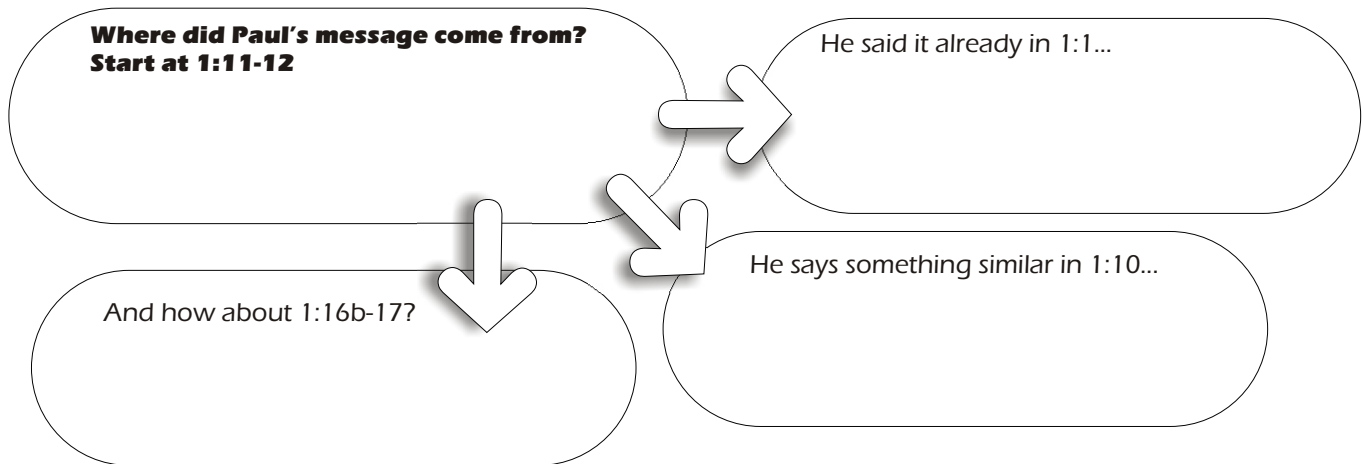 Where did Paul's message come from?
Start at 1:11-12
He said it already in 1:1...
He says something similar in 1:10...
And how about 1:16b-17?